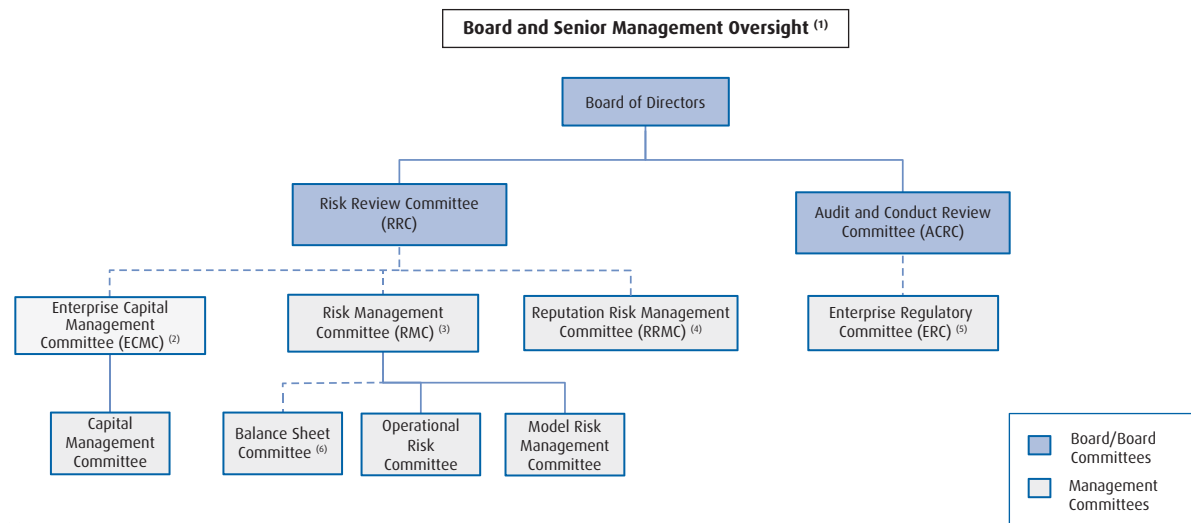 Board and Senior Management Oversight (1)
Board of Directors
Risk Review Committee
(RRC)
Audit and Conduct Review
Committee (ACRC)
Enterprise Capital
Management
Committee (ECMC) (2)
Risk Management
Committee (RMC) (3)
Reputation Risk Management
Committee (RRMC) (4)
Enterprise Regulatory
Committee (ERC) (5)
Capital
Management
Committee
Balance Sheet
Committee (6)
Operational
Risk
Committee
Model Risk
Management
Committee
Board/Board
Committees
Management
Committees